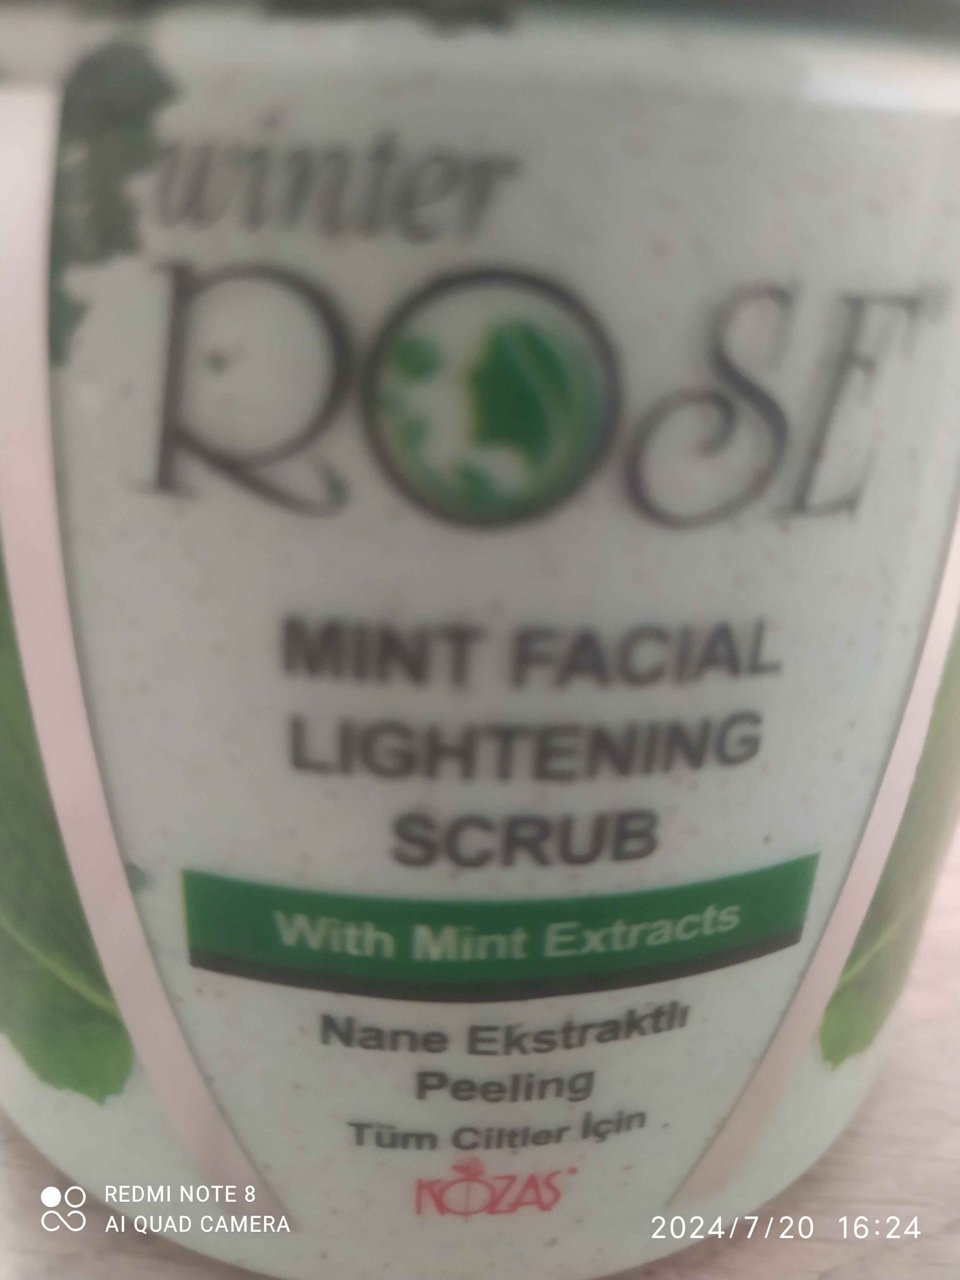 winter
ROSE
MINT FACIAL
LIGHTENING
SCRUB
With Mint Extracts
Nane Ekstraktlı
Peeling
Tüm Ciltler İçin
KOZAS
REDMI NOTE 8
AI QUAD CAMERA
2024/7/20 16:24